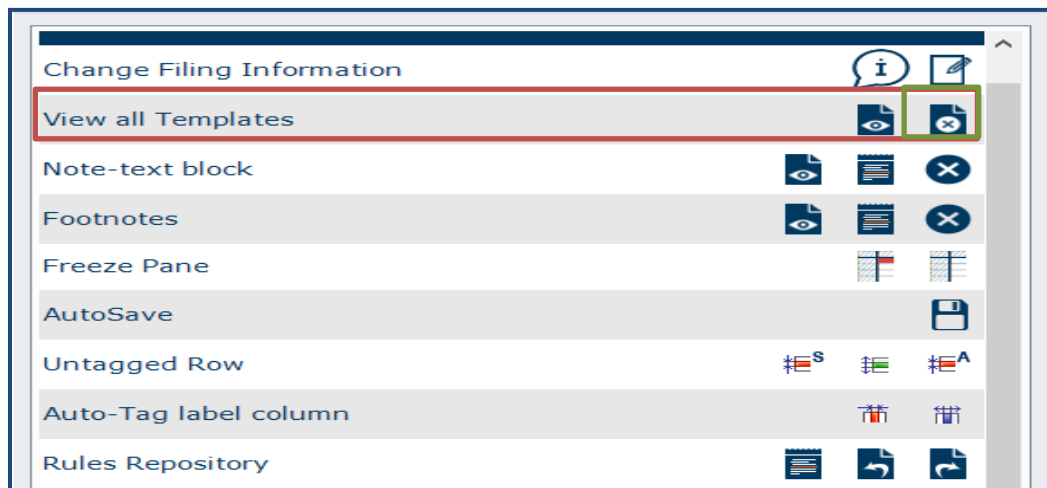 Change Filing Information i
View all Templates
Note-text block
Footnotes
Freeze Pane
AutoSave
Untagged Row S A
Auto-Tag label column
Rules Repository